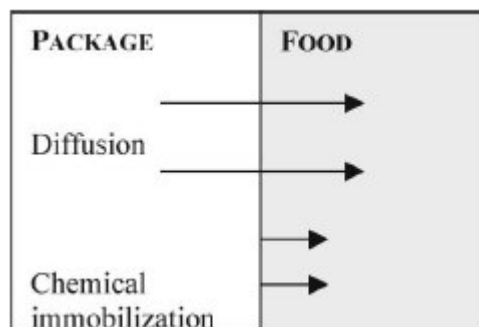 PACKAGE
FOOD
Diffusion
Chemical
immobilization